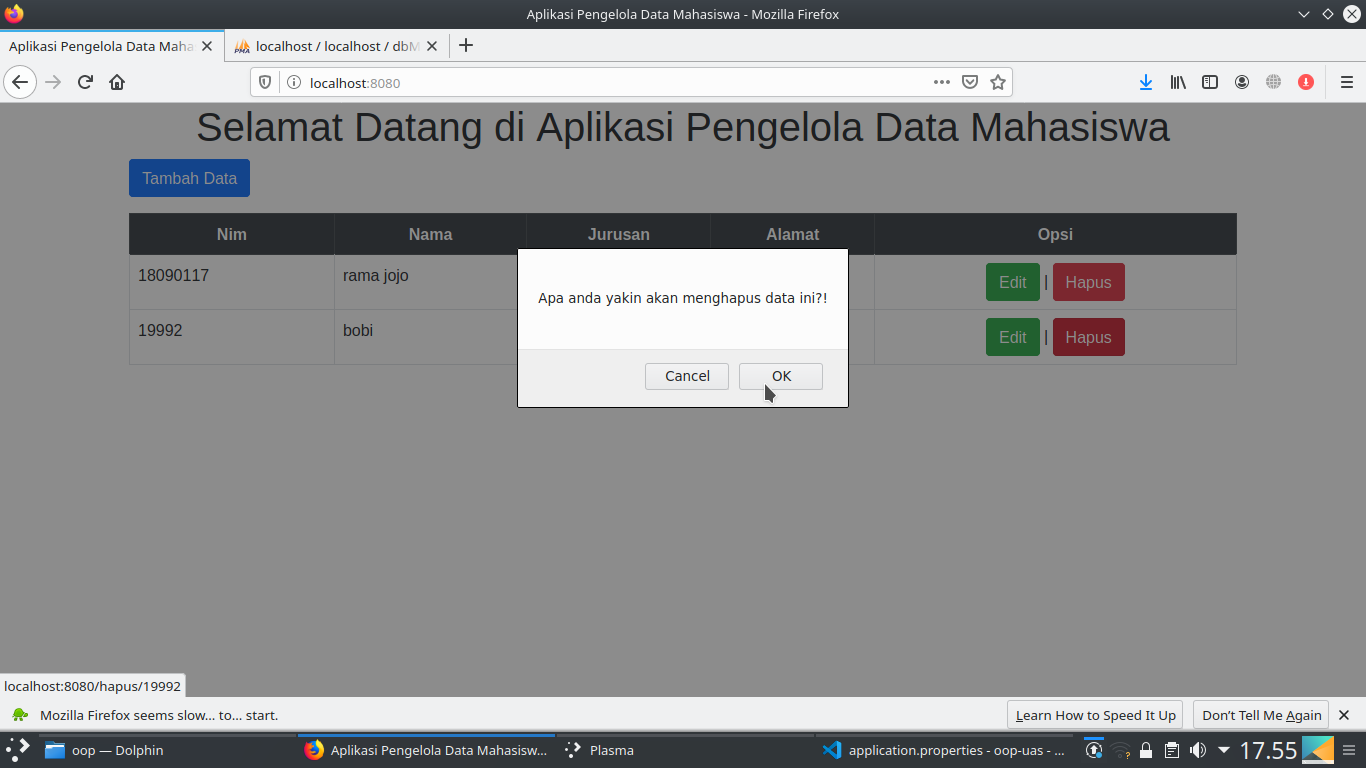 Aplikasi Pengelola Data Mahasiswa - Mozilla Firefox
Aplikasi Pengelola Data Maha
PMA localhost / localhost / dbM
localhost:8080
Selamat Datang di Aplikasi Pengelola Data Mahasiswa
Tambah Data
Nim Nama Jurusan Alamat Opsi
18090117 rama jojo Edit | Hapus
19992 bobi Edit | Hapus
Apa anda yakin akan menghapus data ini?!
Cancel OK
localhost:8080/hapus/19992
Mozilla Firefox seems slow... to... start. Learn How to Speed It Up Don't Tell Me Again
oop — Dolphin Aplikasi Pengelola Data Mahasisw... Plasma application.properties - oop-uas - ... 17.55